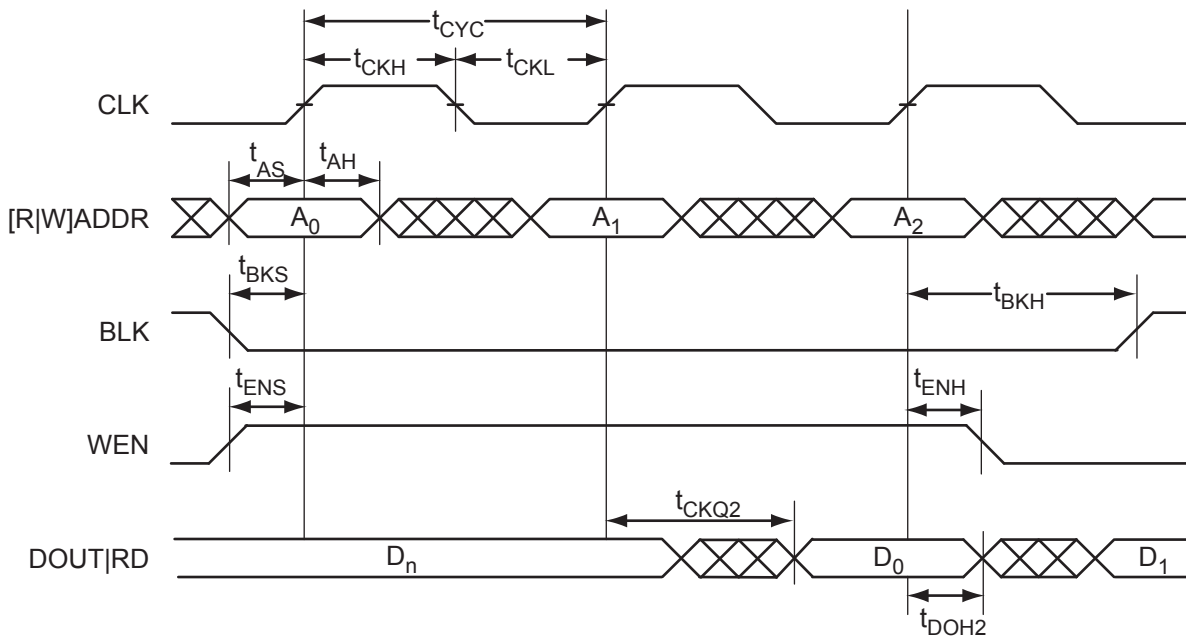 tCYC
tCKH tCKL
CLK
tAS tAH
[R|W]ADDR A0 A1 A2
tBKS tBKH
BLK
tENS tENH
WEN
tCKQ2
DOUT|RD Dn D0 D1
tDOH2